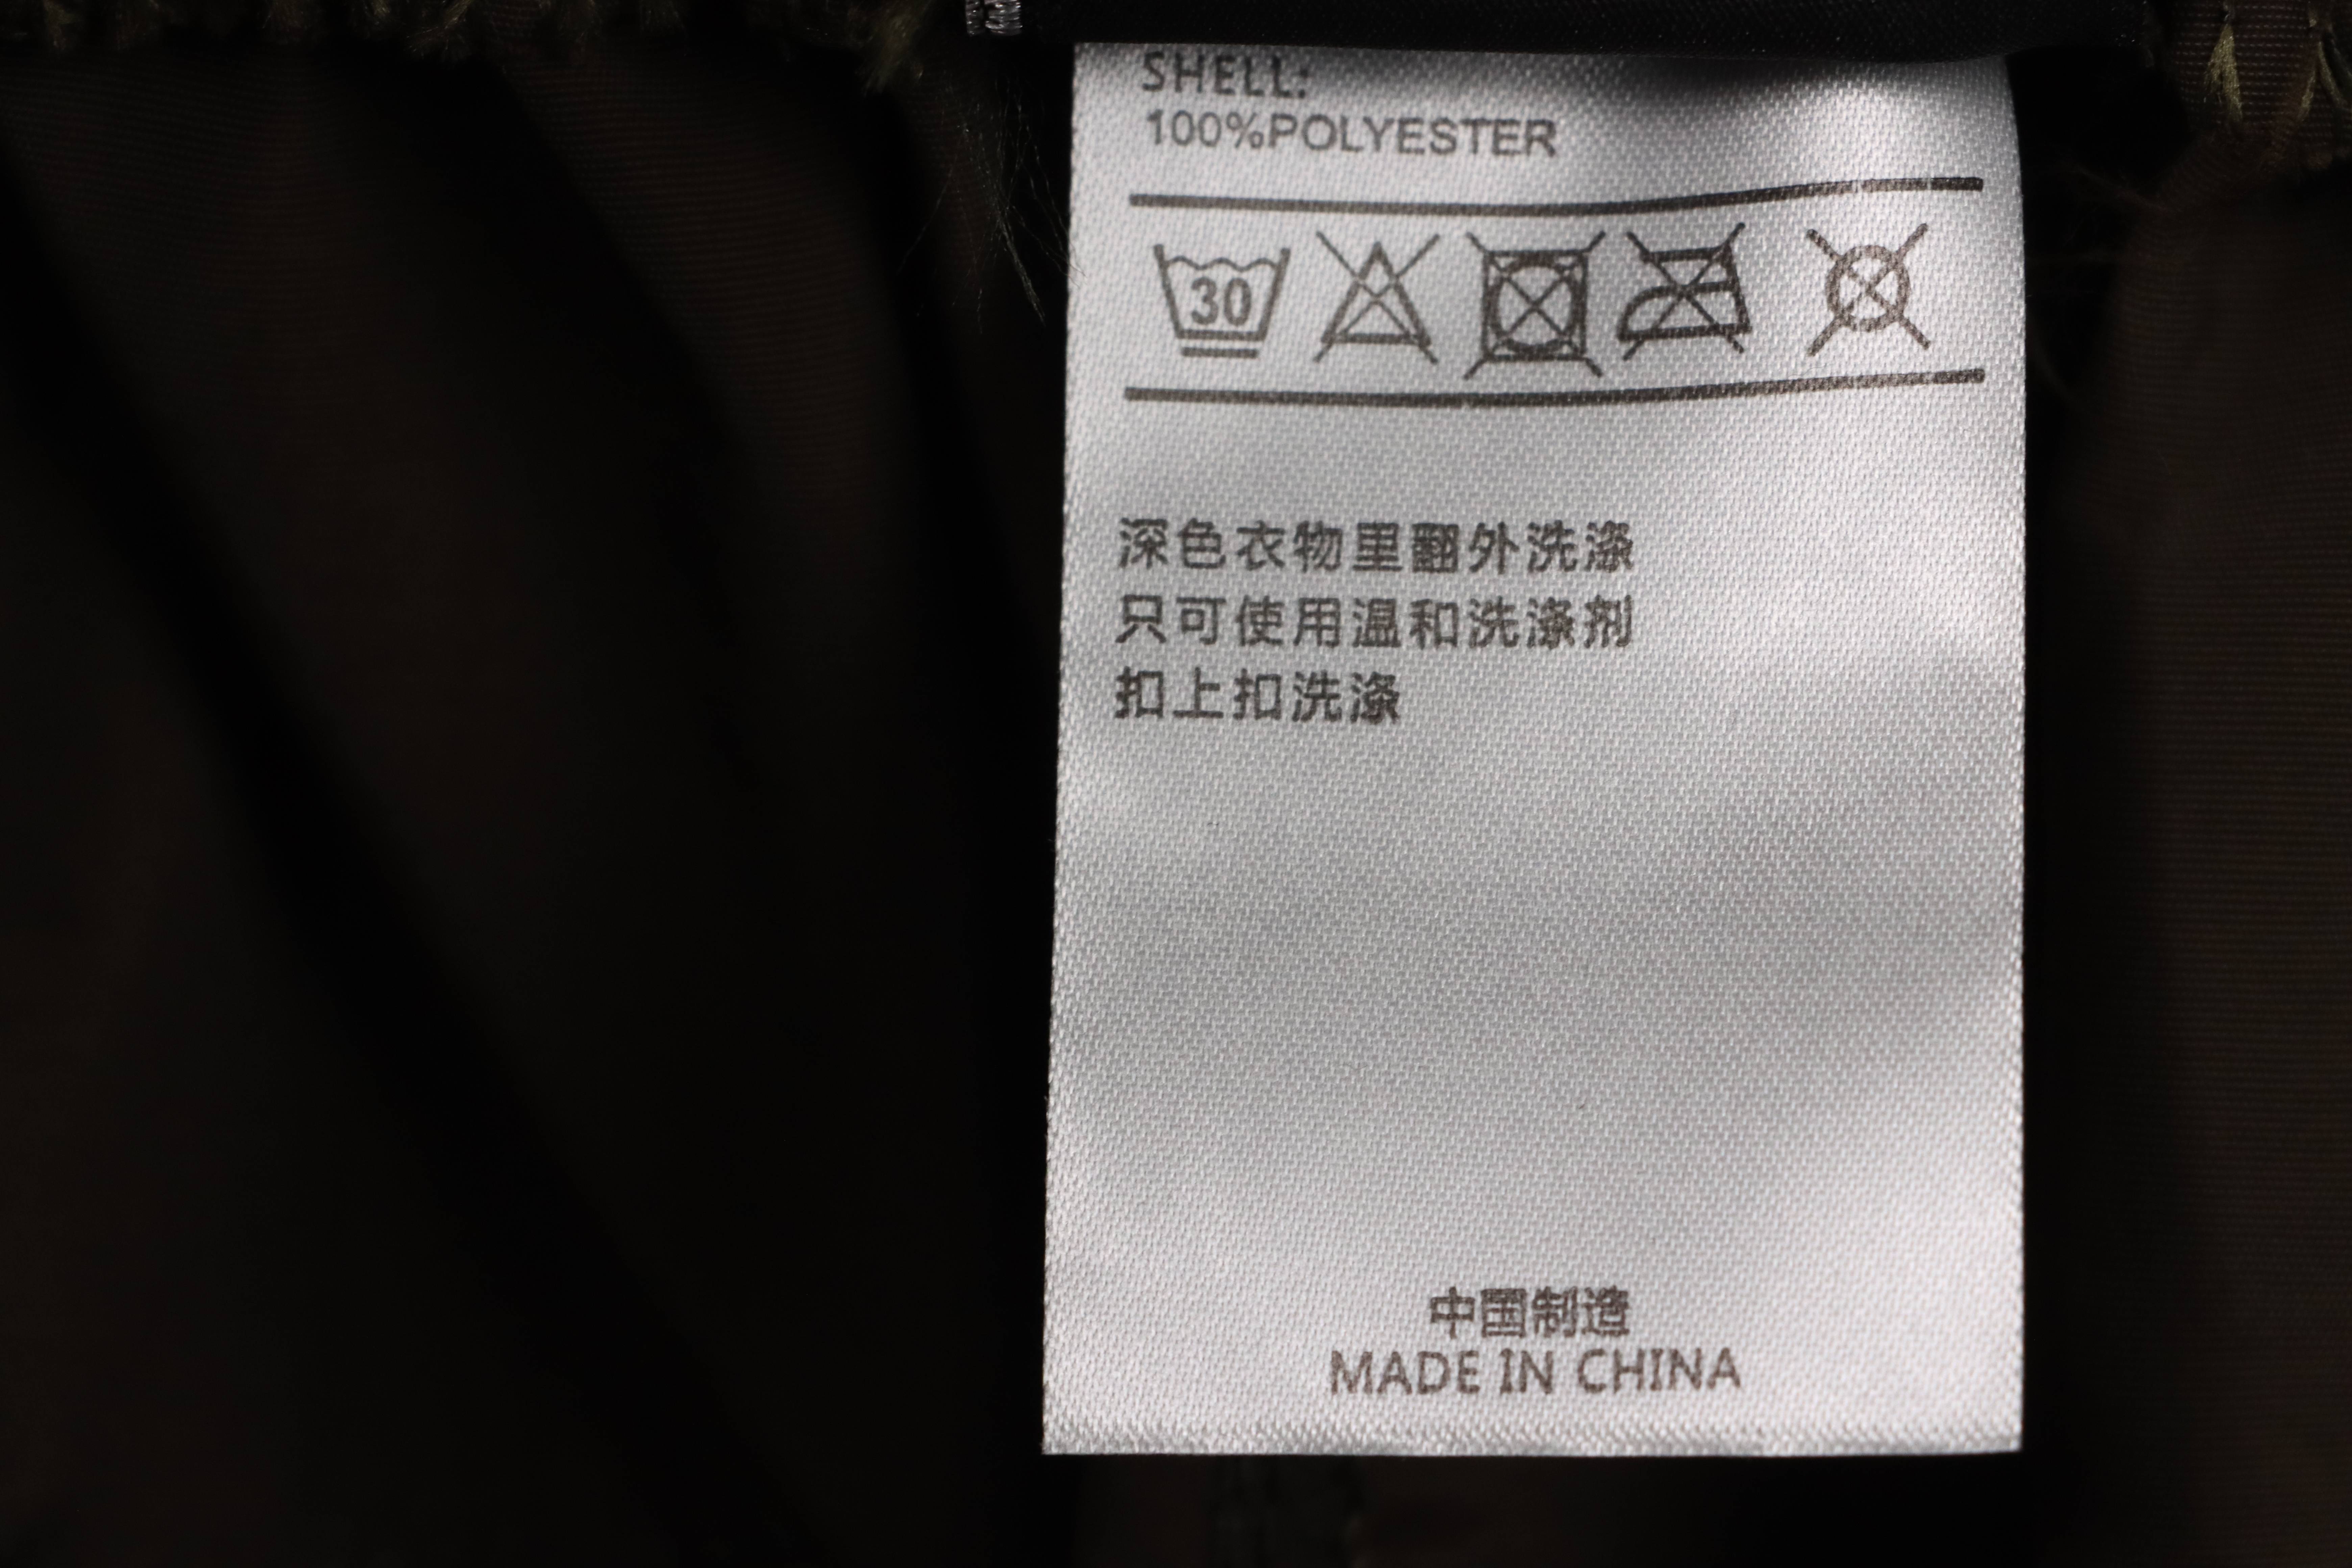 SHELL:
100%POLYESTER
30
深色衣物里翻外洗涤
只可使用温和洗涤剂
扣上扣洗涤
中国制造
MADE IN CHINA